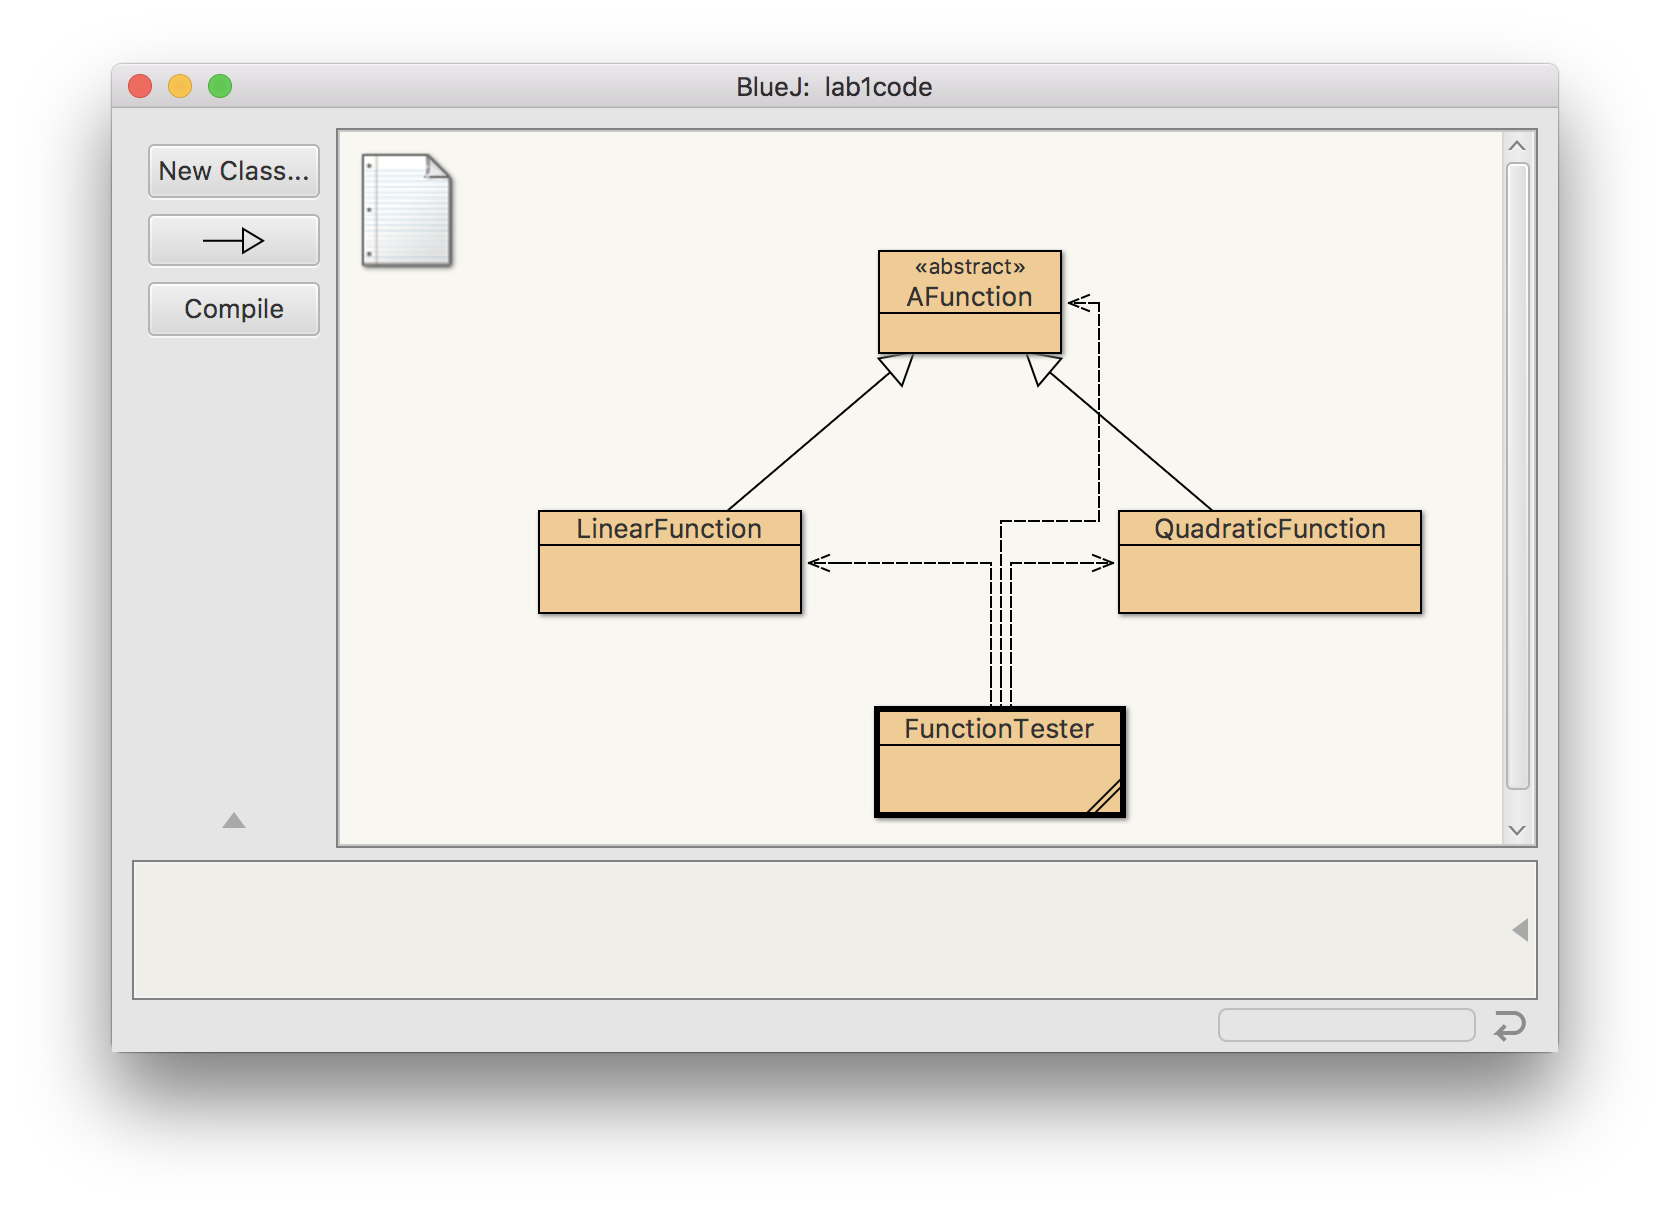 BlueJ: lab1code
New Class...
Compile
«abstract»
AFunction
LinearFunction
QuadraticFunction
FunctionTester